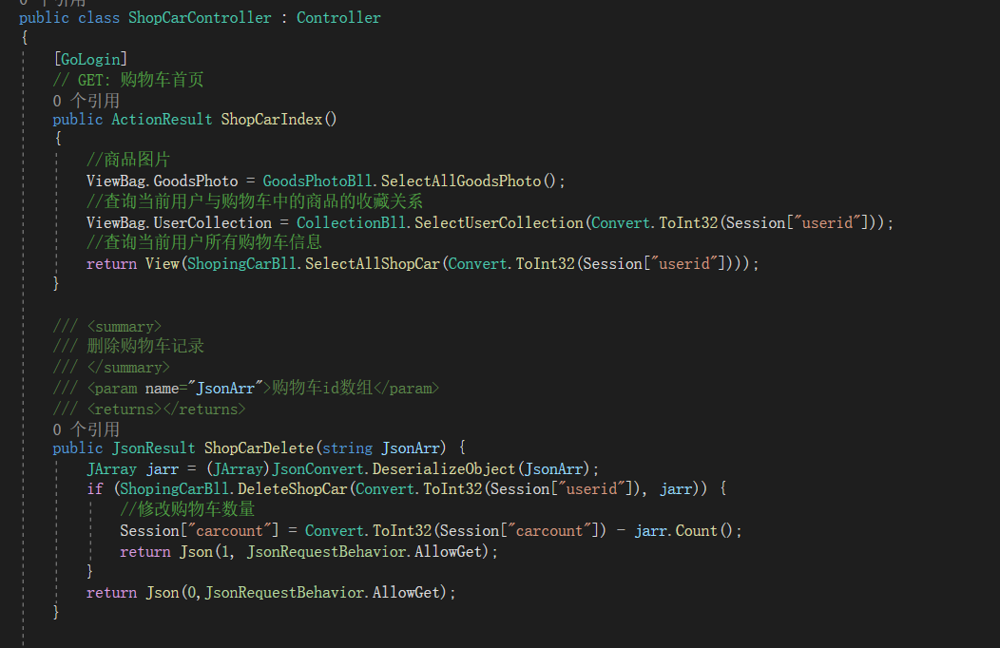 0 个引用
public class ShopCarController : Controller
{
[GoLogin]
// GET: 购物车首页
0 个引用
public ActionResult ShopCarIndex()
{
//商品图片
ViewBag.GoodsPhoto = GoodsPhotoBll.SelectAllGoodsPhoto();
//查询当前用户与购物车中的商品的收藏关系
ViewBag.UserCollection = CollectionBll.SelectUserCollection(Convert.ToInt32(Session["userid"]));
//查询当前用户所有购物车信息
return View(ShopingCarBll.SelectAllShopCar(Convert.ToInt32(Session["userid"])));
}
/// <summary>
/// 删除购物车记录
/// </summary>
/// <param name="JsonArr">购物车id数组</param>
/// <returns></returns>
0 个引用
public JsonResult ShopCarDelete(string JsonArr) {
JArray jarr = (JArray)JsonConvert.DeserializeObject(JsonArr);
if (ShopingCarBll.DeleteShopCar(Convert.ToInt32(Session["userid"]), jarr)) {
//修改购物车数量
Session["carcount"] = Convert.ToInt32(Session["carcount"]) - jarr.Count();
return Json(1, JsonRequestBehavior.AllowGet);
}
return Json(0,JsonRequestBehavior.AllowGet);
}